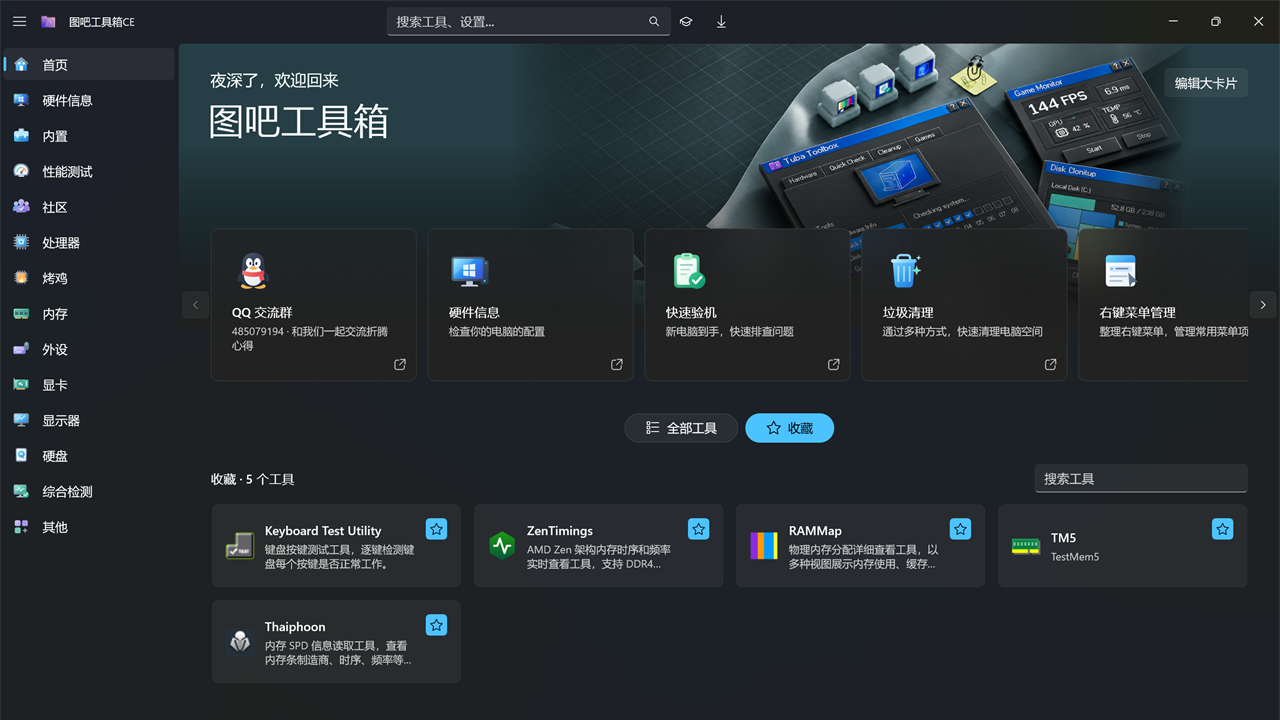 图吧工具箱CE
搜索工具、设置...
首页
硬件信息
内置
性能测试
社区
处理器
烤鸡
内存
外设
显卡
显示器
硬盘
综合检测
其他
夜深了，欢迎回来
图吧工具箱
编辑大卡片
Game Monitor
144 FPS
6.9 ms
GPU
42 %
TEMP
56 °C
Start
Stop
Tuba Toolbox
Hardware
Quick Check
Cleanup
Games
Checking system...
04 05 06 07 08
Local Disk (C:)
52.8 GB / 238 GB
QQ 交流群
485079194 · 和我们一起交流折腾
心得
硬件信息
检查你的电脑的配置
快速验机
新电脑到手，快速排查问题
垃圾清理
通过多种方式，快速清理电脑空间
右键菜单管理
整理右键菜单，管理常用菜单项
全部工具
收藏
收藏 · 5 个工具
搜索工具
Keyboard Test Utility
键盘按键测试工具，逐键检测键
盘每个按键是否正常工作。
ZenTimings
AMD Zen 架构内存时序和频率
实时查看工具，支持 DDR4...
RAMMap
物理内存分配详细查看工具，以
多种视图展示内存使用、缓存...
TM5
TestMem5
Thaiphoon
内存 SPD 信息读取工具，查看
内存条制造商、时序、频率等...